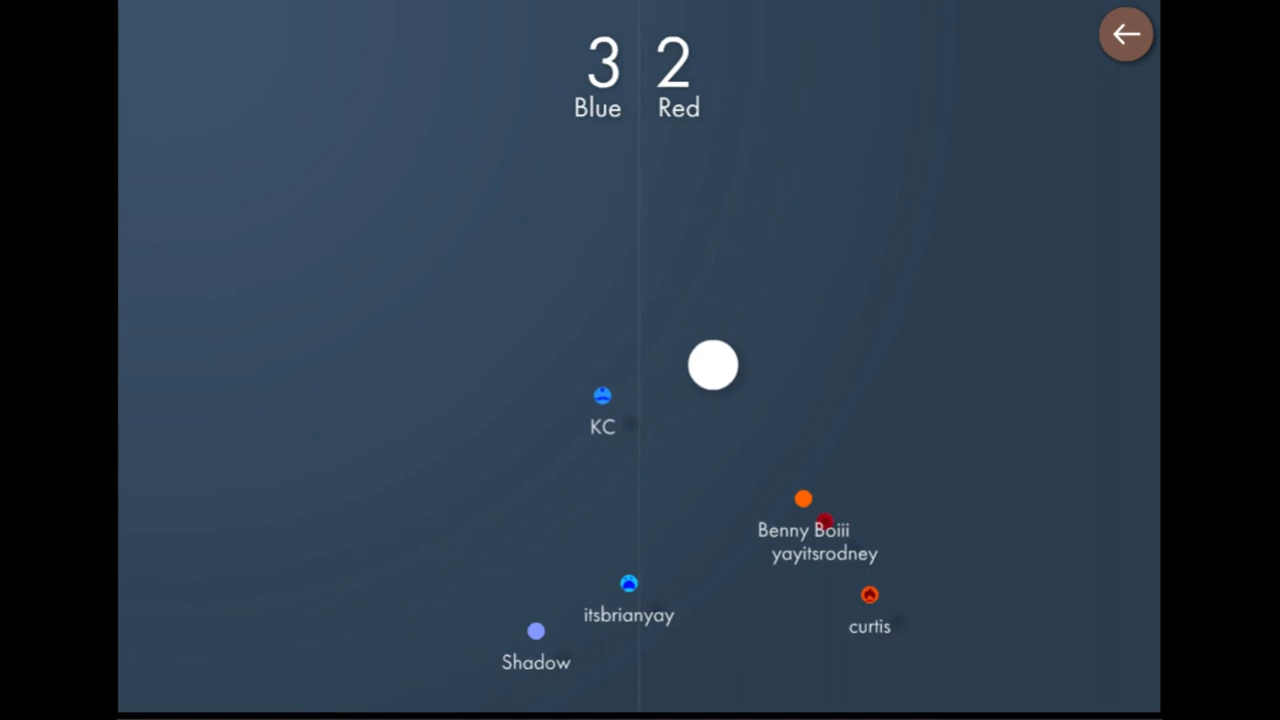 3 2
Blue Red
KC
Benny Boiii
yayitsrodney
itsbrianyay
curtis
Shadow